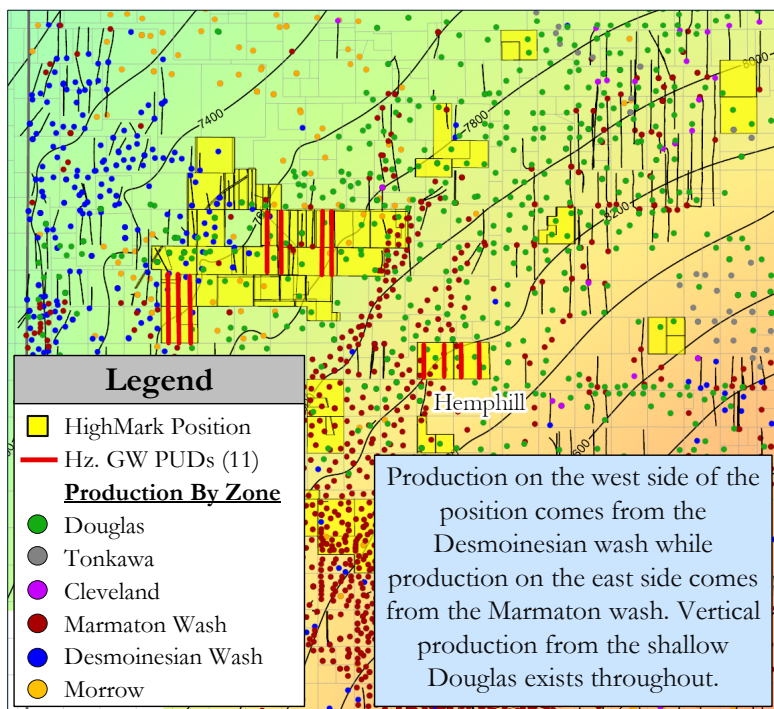 8000
7400
7800
8200
Hemphill
Legend
HighMark Position
Hz. GW PUDs (11)
Production By Zone
Douglas
Tonkawa
Cleveland
Marmaton Wash
Desmoinesian Wash
Morrow
Production on the west side of the
position comes from the
Desmoinesian wash while
production on the east side comes
from the Marmaton wash. Vertical
production from the shallow
Douglas exists throughout.